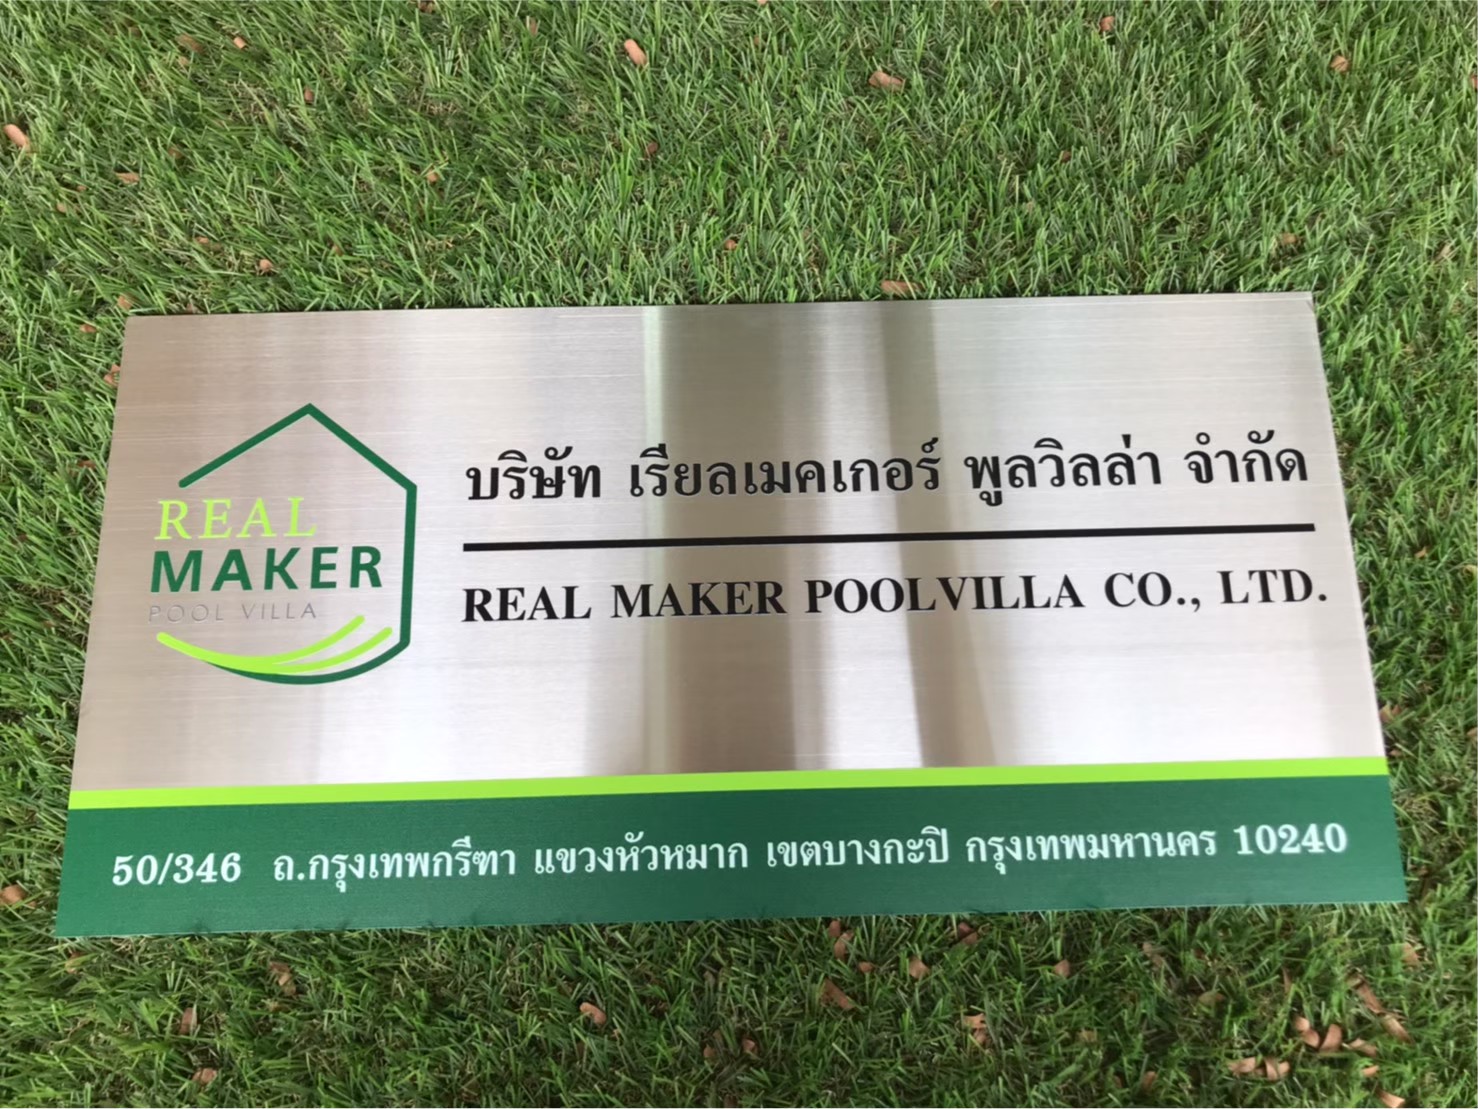 REAL
MAKER
POOL VILLA
บริษัท เรียลเมคเกอร์ พูลวิลล่า จำกัด
REAL MAKER POOLVILLA CO., LTD.
50/346 ถ.กรุงเทพกรีฑา แขวงหัวหมาก เขตบางกะปิ กรุงเทพมหานคร 10240